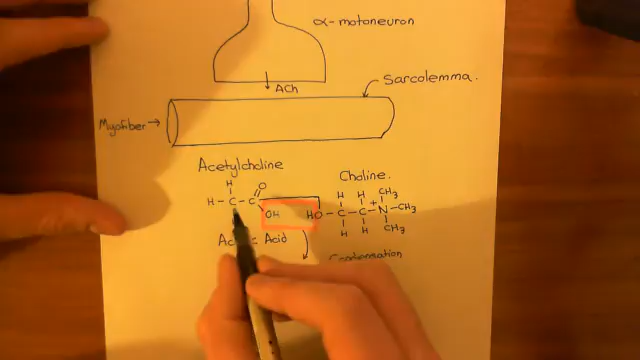 α-motoneuron
ACh
Sarcolemma.
Myofiber
Acetylcholine
Choline.
H O H H CH₃
H - C - C OH HO - C - C - N - CH₃
+
H H CH₃
Acid
Condensation